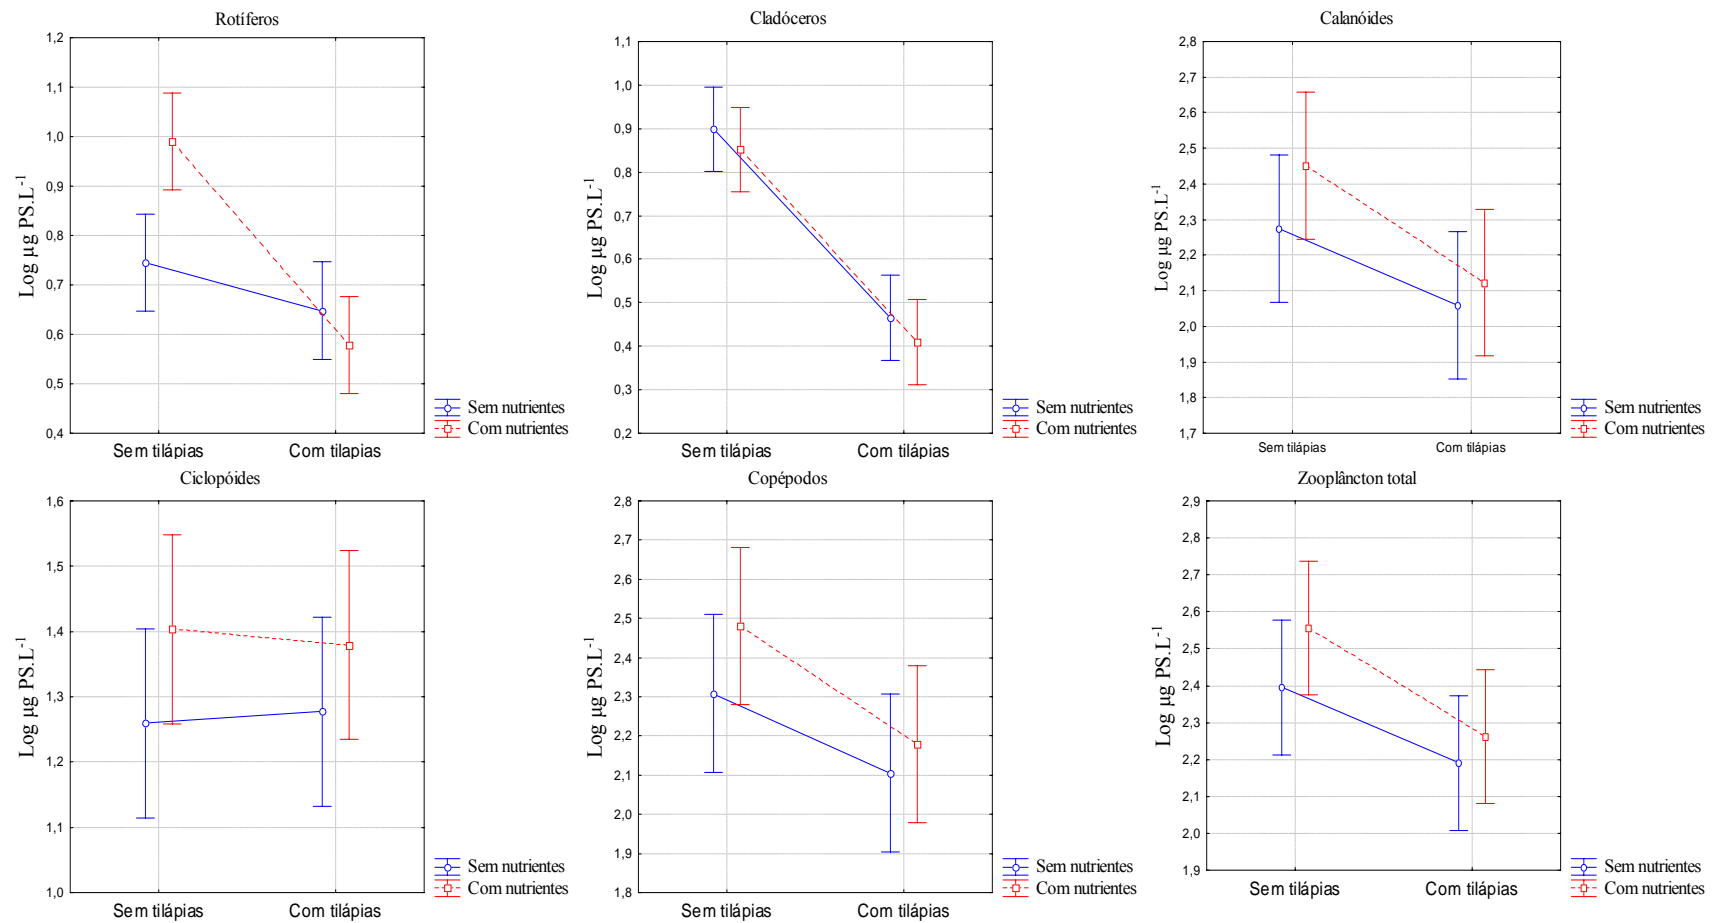 Rotíferos
Log µg PS.L-1
1,2
1,1
1,0
0,9
0,8
0,7
0,6
0,5
0,4
Sem tilápias Com tilapias
Sem nutrientes
Com nutrientes
Cladóceros
Log µg PS.L-1
1,1
1,0
0,9
0,8
0,7
0,6
0,5
0,4
0,3
0,2
Sem tilápias Com tilápias
Sem nutrientes
Com nutrientes
Calanóides
Log µg PS.L-1
2,8
2,7
2,6
2,5
2,4
2,3
2,2
2,1
2,0
1,9
1,8
1,7
Sem tilápias Com tilápias
Sem nutrientes
Com nutrientes
Ciclopóides
Log µg PS.L-1
1,6
1,5
1,4
1,3
1,2
1,1
1,0
Sem tilápias Com tilápias
Sem nutrientes
Com nutrientes
Copépodos
Log µg PS.L-1
2,8
2,7
2,6
2,5
2,4
2,3
2,2
2,1
2,0
1,9
1,8
Sem tilápias Com tilápias
Sem nutrientes
Com nutrientes
Zooplâncton total
Log µg PS.L-1
2,9
2,8
2,7
2,6
2,5
2,4
2,3
2,2
2,1
2,0
1,9
Sem tilápias Com tilápias
Sem nutrientes
Com nutrientes